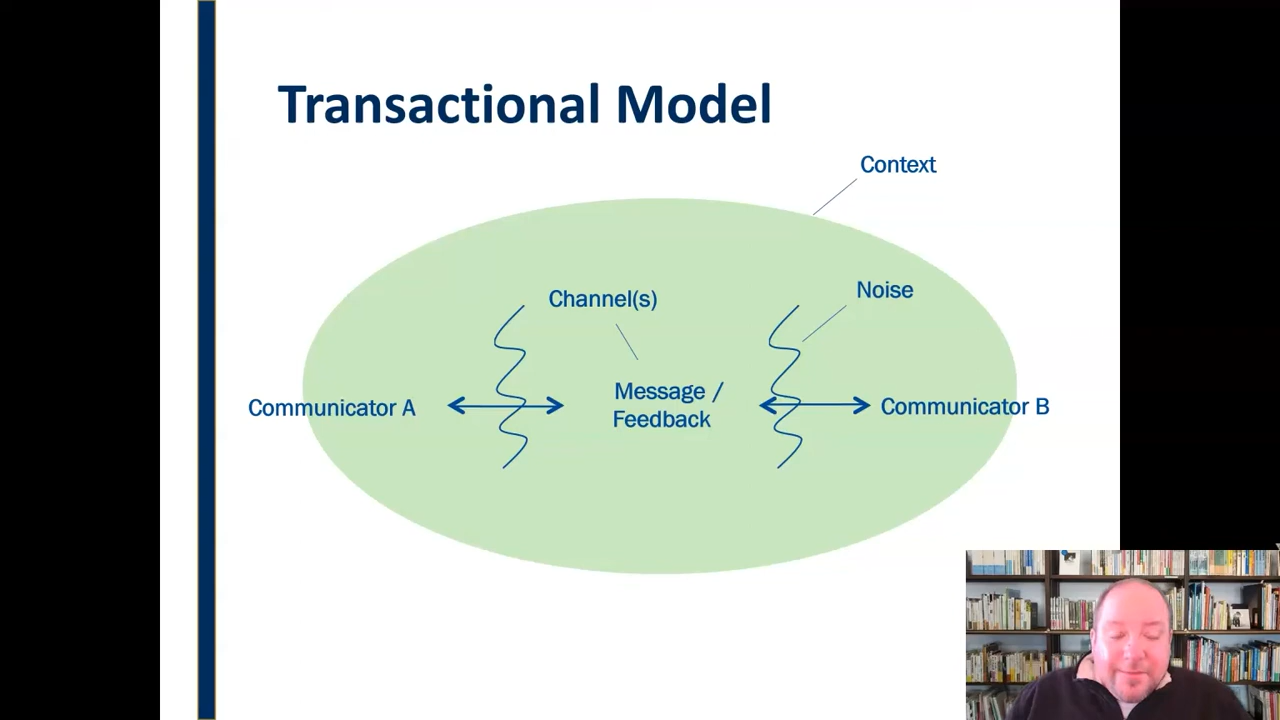 Transactional Model
Context
Noise
Channel(s)
Message /
Feedback
Communicator A
Communicator B